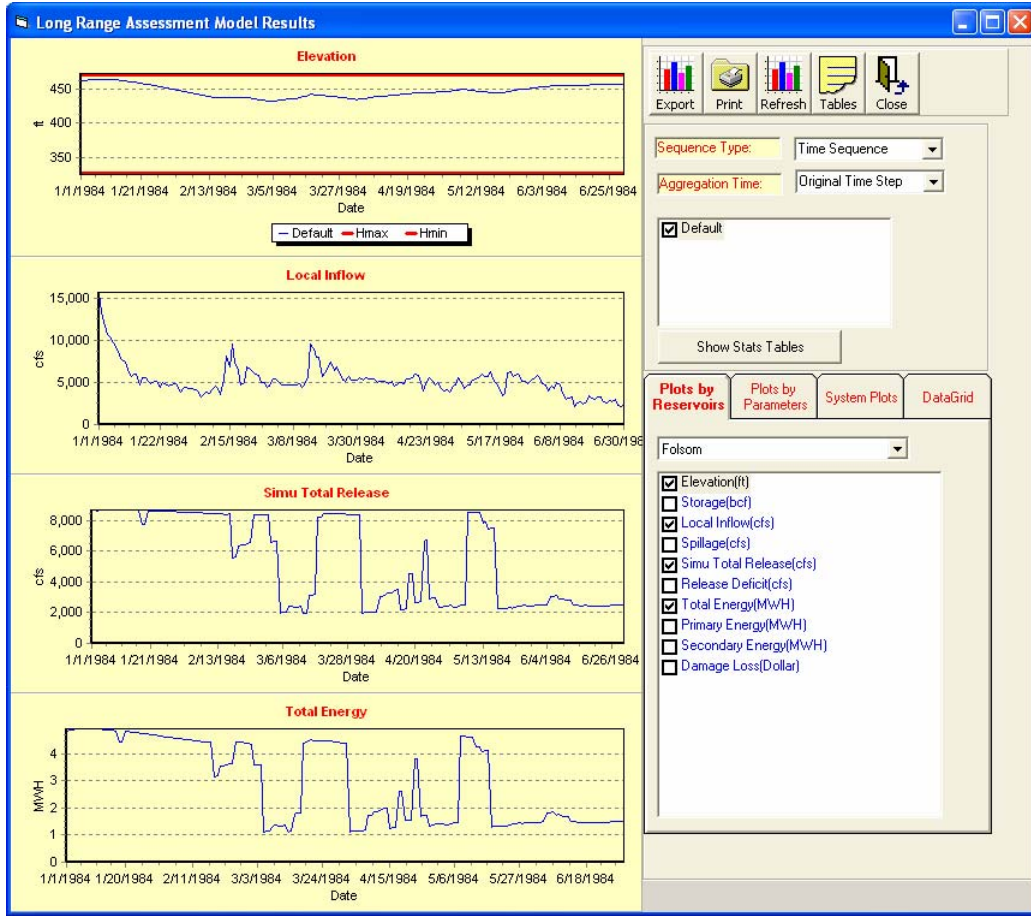 Long Range Assessment Model Results
Elevation
450
400
350
ft
1/1/1984 1/21/1984 2/13/1984 3/5/1984 3/27/1984 4/19/1984 5/12/1984 6/3/1984 6/25/1984
Date
Default Hmax Hmin
Local Inflow
15,000
10,000
5,000
0
cfs
1/1/1984 1/22/1984 2/15/1984 3/8/1984 3/30/1984 4/23/1984 5/17/1984 6/8/1984 6/30/198
Date
Simu Total Release
8,000
6,000
4,000
2,000
0
cfs
1/1/1984 1/21/1984 2/13/1984 3/6/1984 3/28/1984 4/20/1984 5/13/1984 6/4/1984 6/26/1984
Date
Total Energy
4
3
2
1
0
MWH
1/1/1984 1/20/1984 2/11/1984 3/3/1984 3/24/1984 4/15/1984 5/6/1984 5/27/1984 6/18/1984
Date
Export Print Refresh Tables Close
Sequence Type: Time Sequence
Aggregation Time: Original Time Step
Default
Show Stats Tables
Plots by Reservoirs
Plots by Parameters
System Plots
DataGrid
Folsom
Elevation(ft)
Storage(bcf)
Local Inflow(cfs)
Spillage(cfs)
Simu Total Release(cfs)
Release Deficit(cfs)
Total Energy(MWH)
Primary Energy(MWH)
Secondary Energy(MWH)
Damage Loss(Dollar)